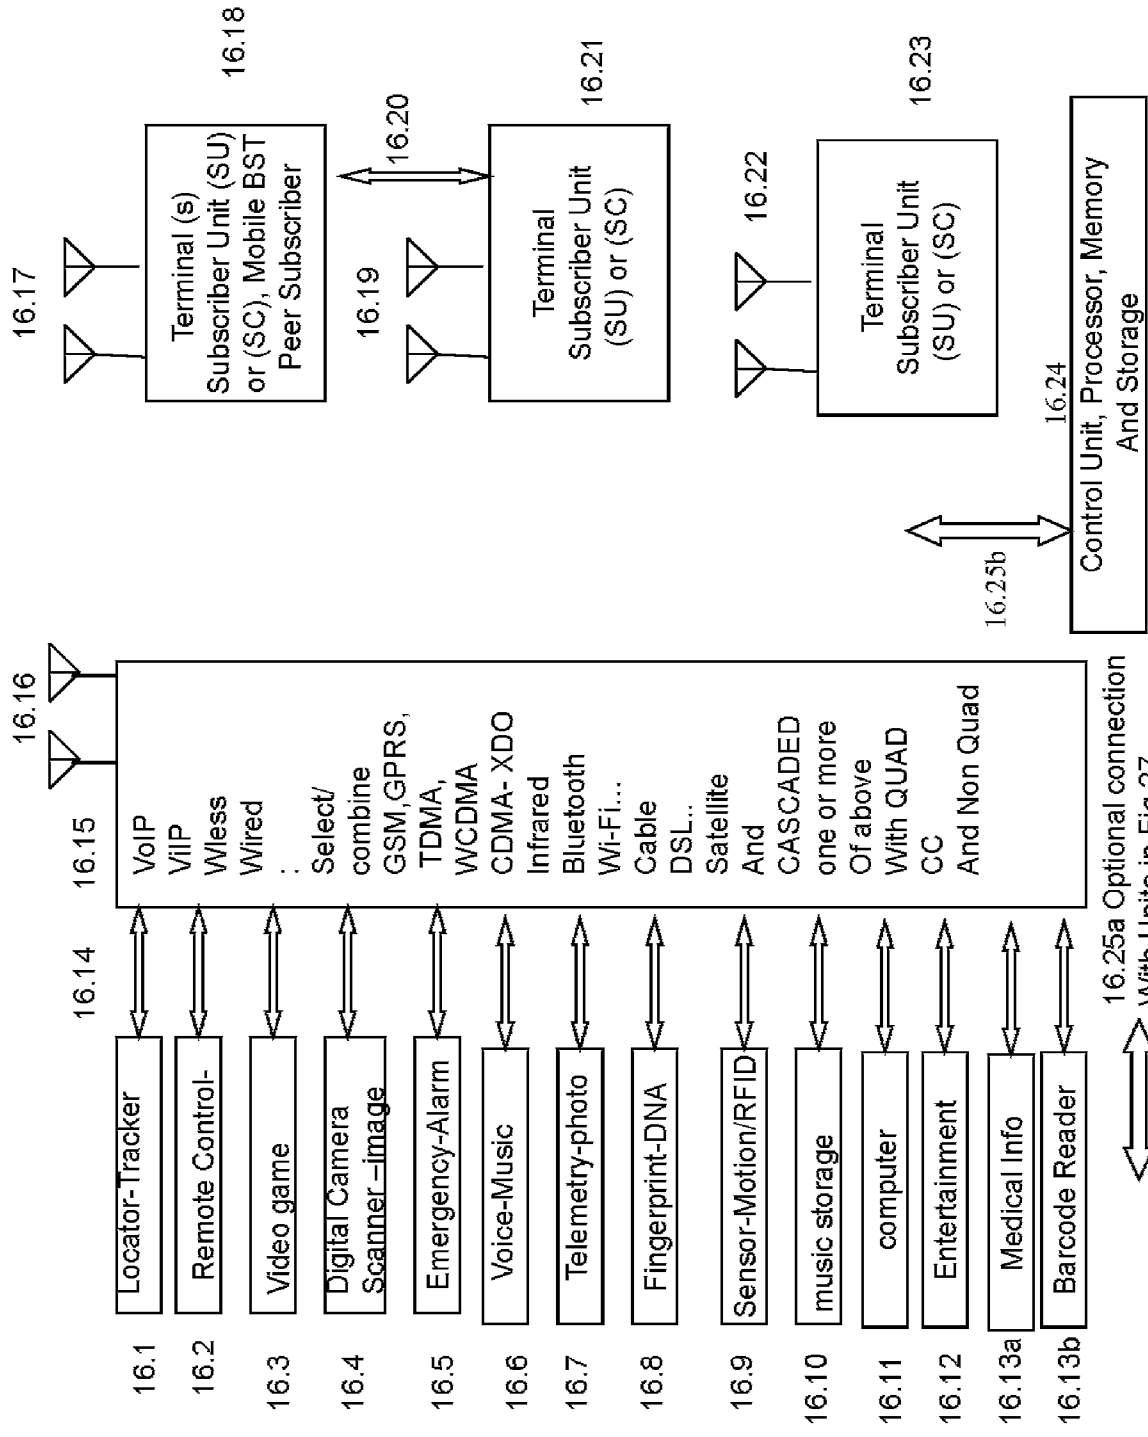 16.1
Locator-Tracker
16.2
Remote Control-
16.3
Video game
16.4
Digital Camera
Scanner –image
16.5
Emergency-Alarm
16.6
Voice-Music
16.7
Telemetry-photo
16.8
Fingerprint-DNA
16.9
Sensor-Motion/RFID
16.10
music storage
16.11
computer
16.12
Entertainment
16.13a
Medical Info
16.13b
Barcode Reader
16.14
16.15
16.16
VoIP
ViIP
Wless
Wired
:
Select/
combine
GSM,GPRS,
TDMA,
WCDMA
CDMA- XDO
Infrared
Bluetooth
Wi-Fi...
Cable
DSL..
Satellite
And
CASCADED
one or more
Of above
With QUAD
CC
And Non Quad
16.25a Optional connection
With Units in Fig 27
16.17
16.18
Terminal (s)
Subscriber Unit (SU)
or (SC), Mobile BST
Peer Subscriber
16.19
16.20
16.21
Terminal
Subscriber Unit
(SU) or (SC)
16.22
16.23
Terminal
Subscriber Unit
(SU) or (SC)
16.24
16.25b
Control Unit, Processor, Memory
And Storage